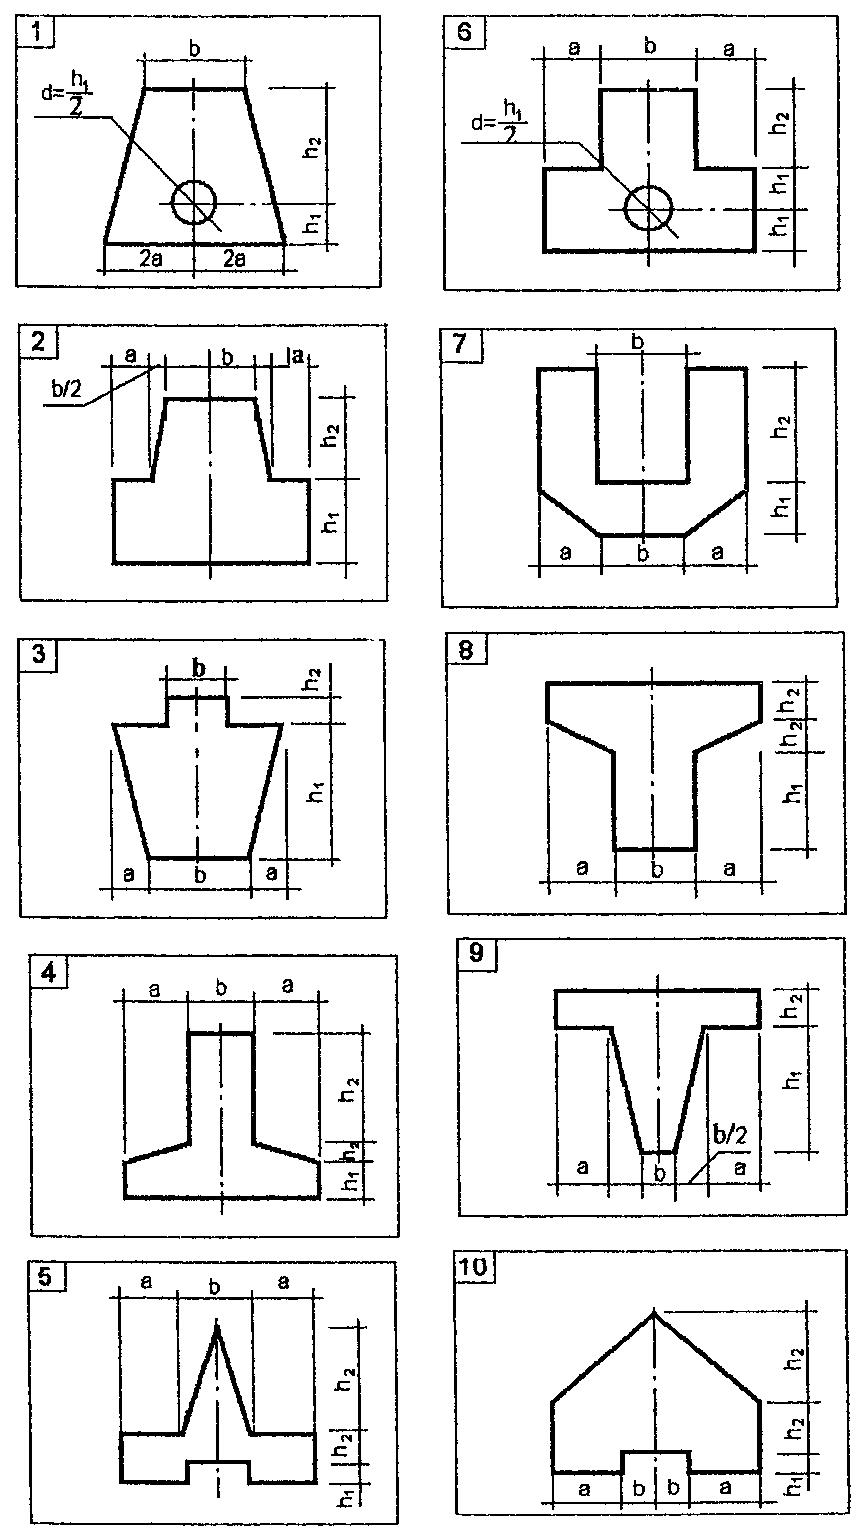 1
b
d=h₁/2
h₂
h₁
2a 2a
6
a b a
d=h₁/2
h₂
h₁
h₁
2
a b a
b/2
h₂
h₁
7
b
h₂
h₁
a b a
3
b
h₂
h₁
a b a
8
h₂
h₂
h₁
a b a
4
a b a
h₂
h₂
h₁
9
h₂
h₁
b/2
a b a
5
a b a
h₂
h₂
h₁
10
h₂
h₂
h₁
a b b a